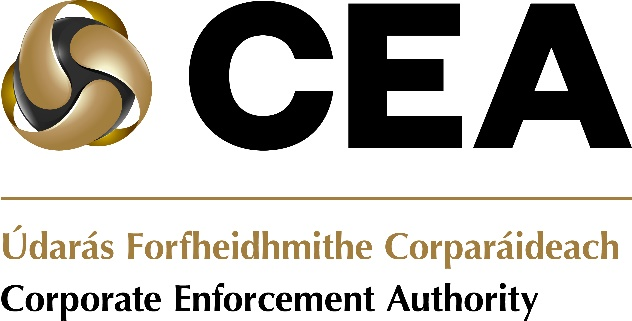 CEA
Údarás Forfheidhmithe Corparáideach
Corporate Enforcement Authority